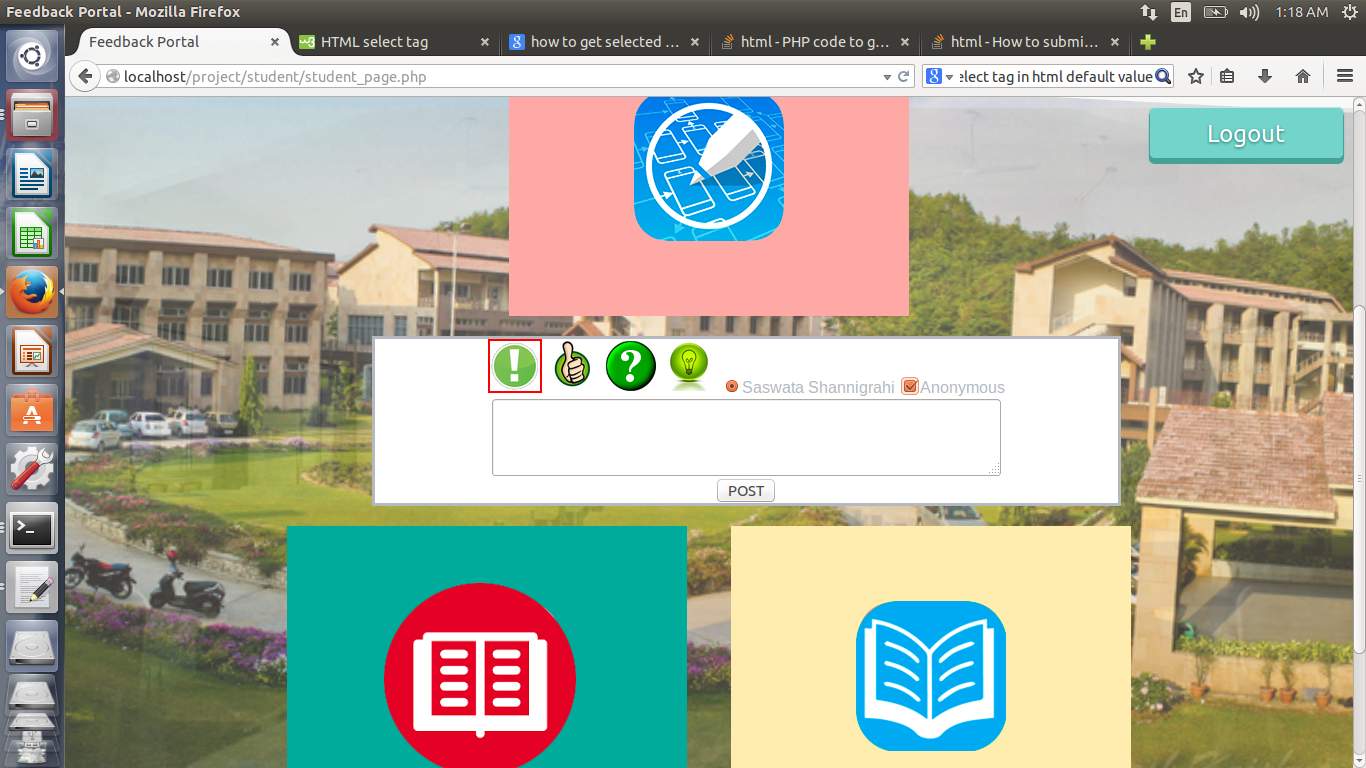 Feedback Portal - Mozilla Firefox
En
1:18 AM
Feedback Portal
HTML select tag
how to get selected ...
html - PHP code to g...
html - How to submi...
localhost/project/student/student_page.php
elect tag in html default value
Logout
Saswata Shannigrahi
Anonymous
POST